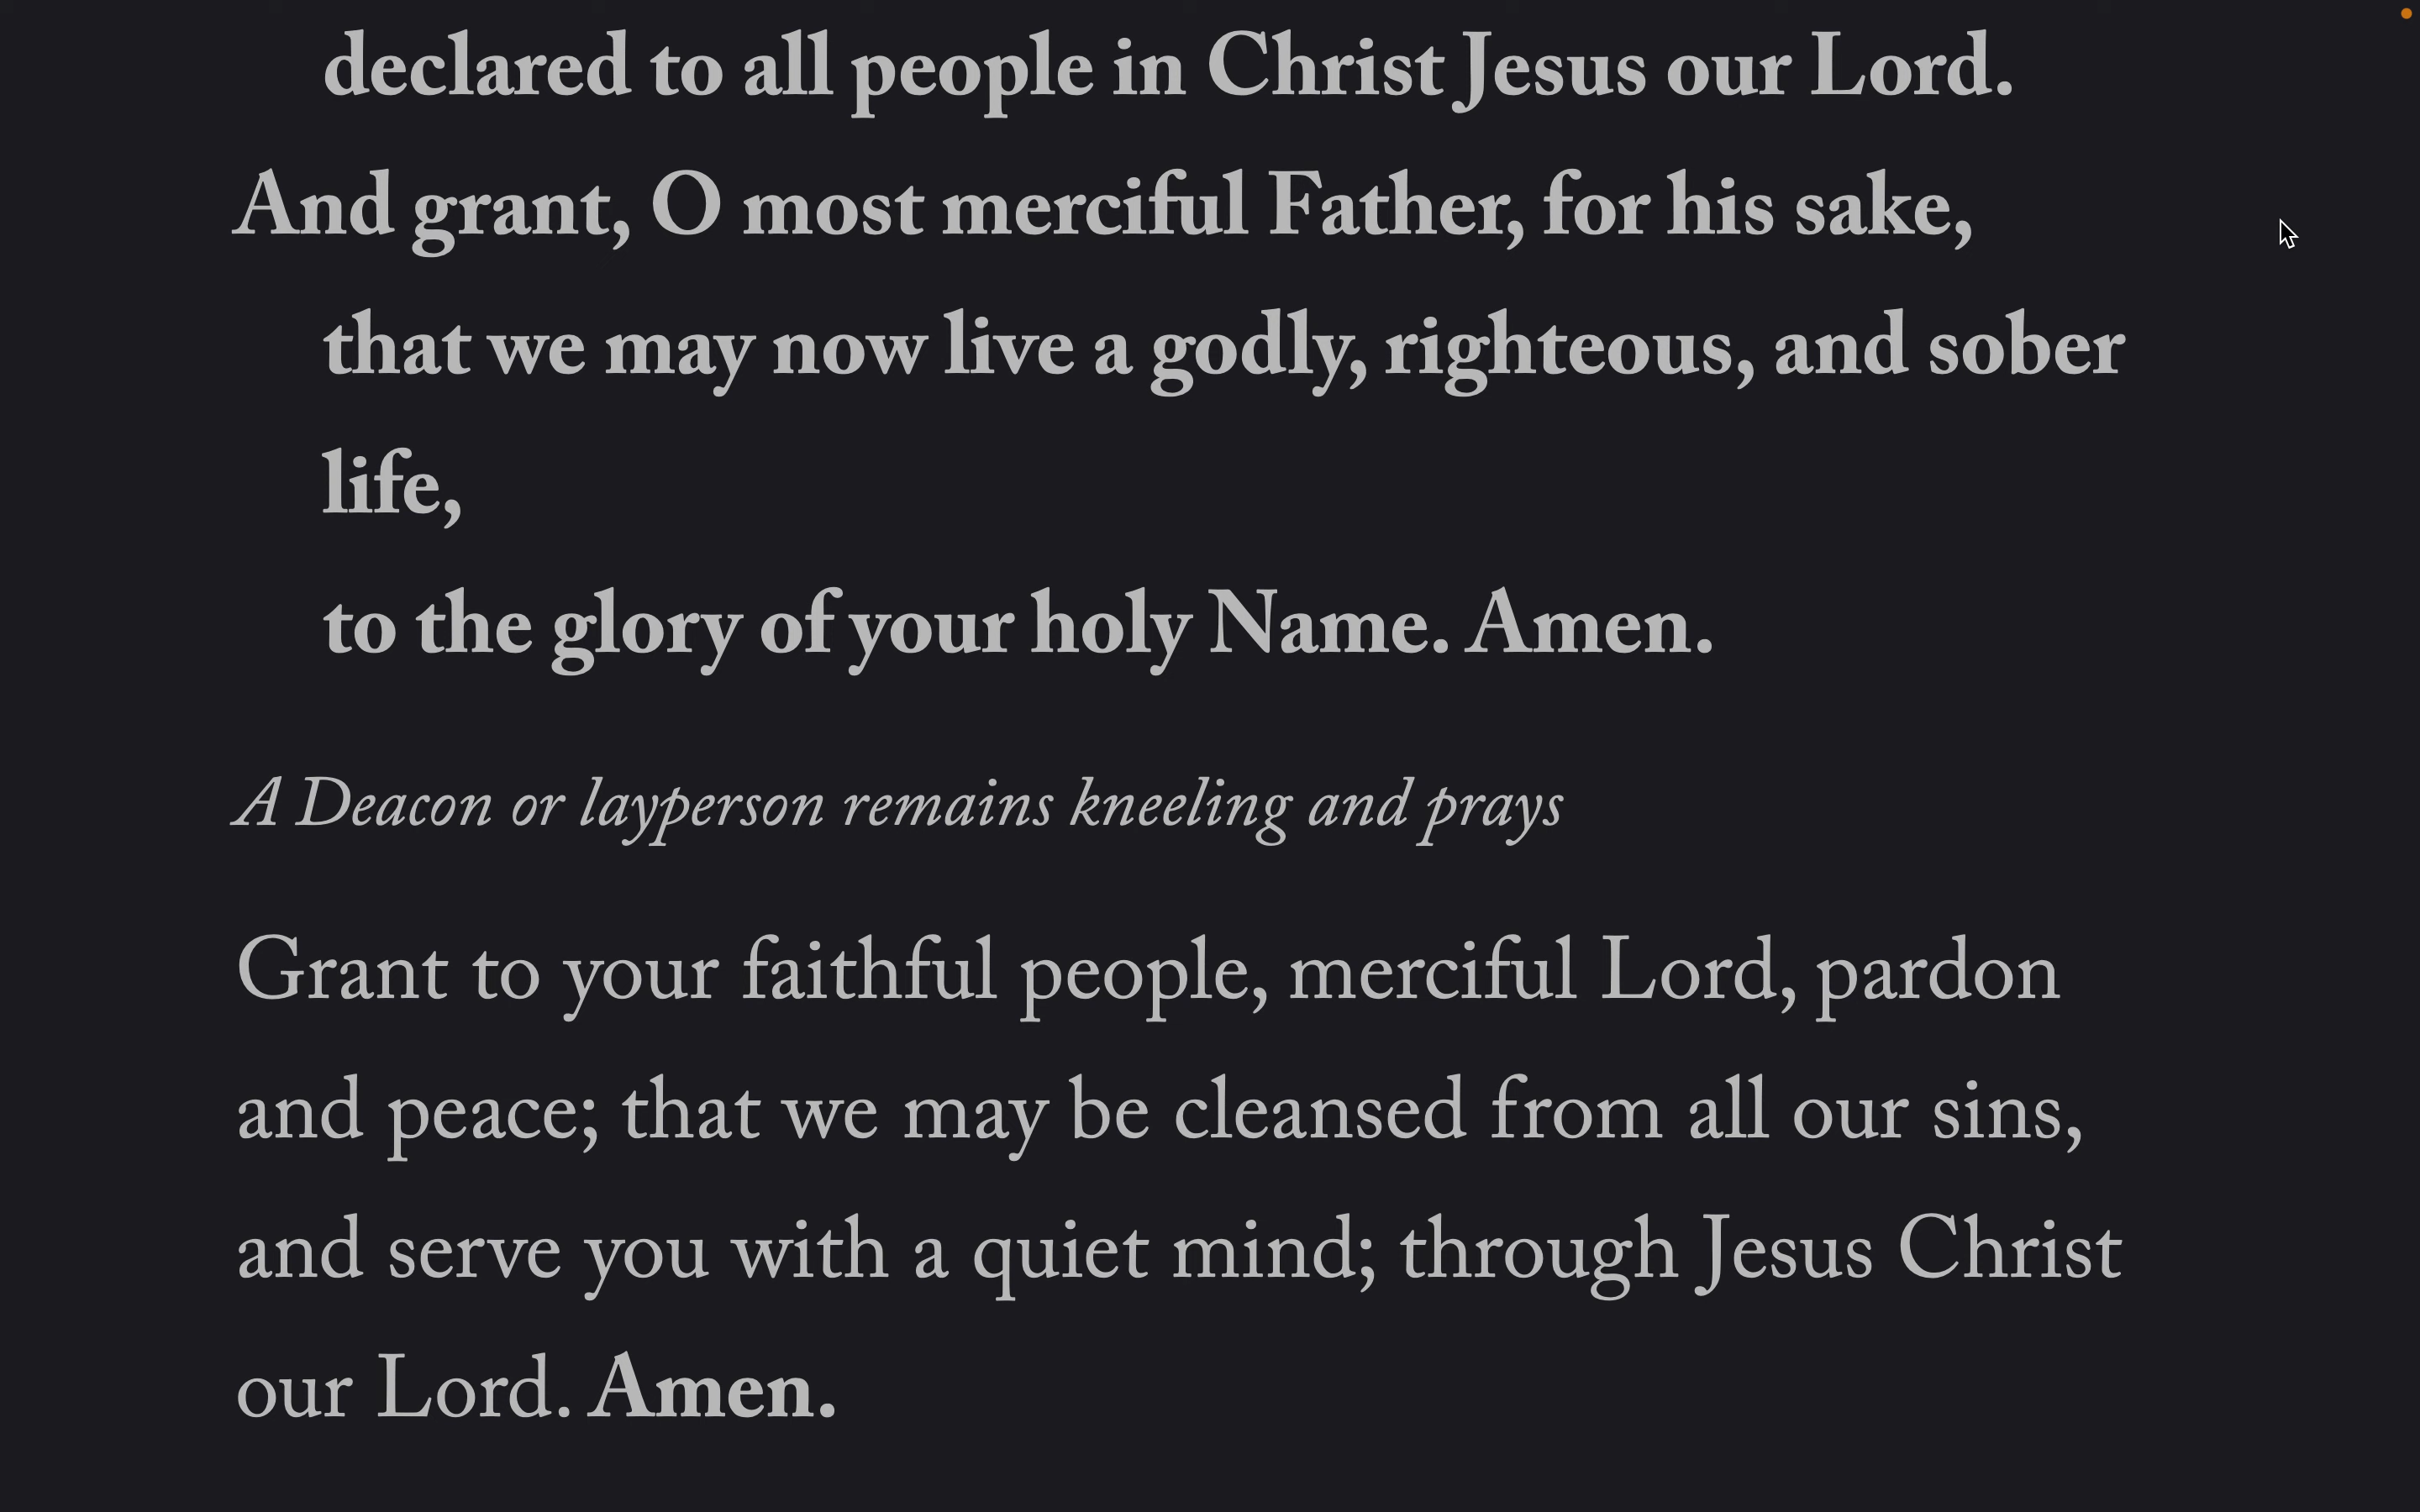 declared to all people in Christ Jesus our Lord.
And grant, O most merciful Father, for his sake,
that we may now live a godly, righteous, and sober
life,
to the glory of your holy Name. Amen.
A Deacon or layperson remains kneeling and prays
Grant to your faithful people, merciful Lord, pardon
and peace; that we may be cleansed from all our sins,
and serve you with a quiet mind; through Jesus Christ
our Lord. Amen.